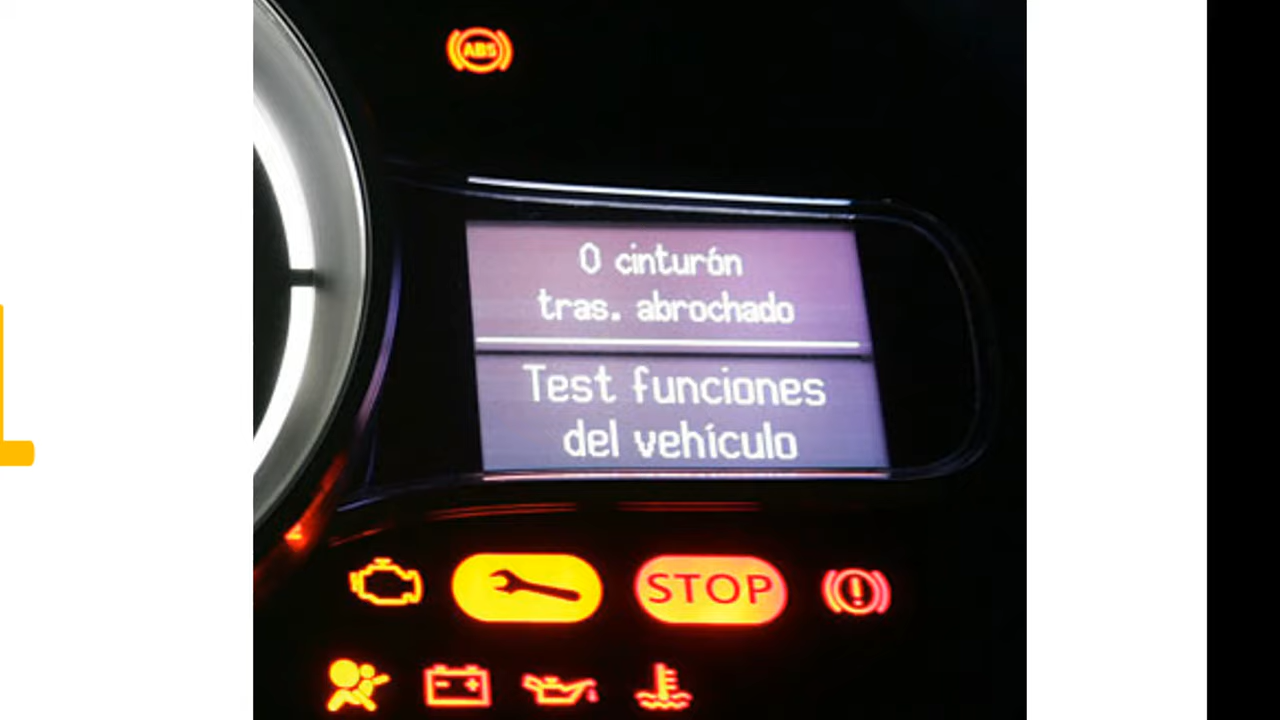 ABS
0 cinturón
tras. abrochado
Test funciones
del vehículo
STOP